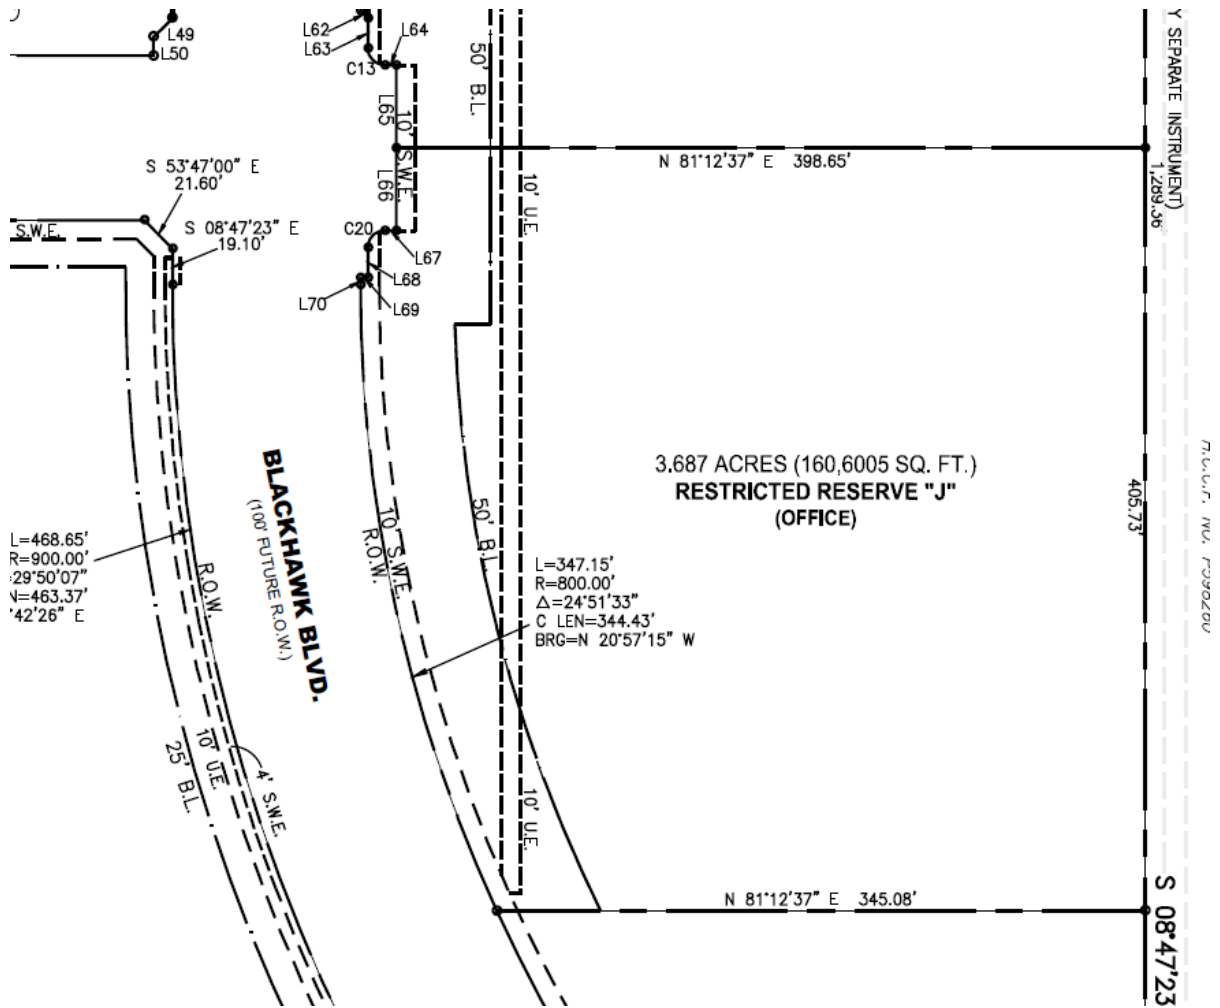 L49
L50
L62
L63
L64
C13
L65
10' S.W.E.
L66
50' B.L.
Y SEPARATE INSTRUMENT)
N 81°12'37" E 398.65'
1,289.36'
10' U.E.
S 53°47'00" E
21.60'
S 08°47'23" E
19.10'
S.W.E.
C20
L67
L68
L69
L70
BLACKHAWK BLVD.
(100' FUTURE R.O.W.)
3.687 ACRES (160,6005 SQ. FT.)
RESTRICTED RESERVE "J"
(OFFICE)
405.73'
L=468.65'
R=900.00'
=29°50'07"
N=463.37'
°42'26" E
R.O.W.
10' S.W.E.
R.O.W.
50' B.L.
L=347.15'
R=800.00'
Δ=24°51'33"
C LEN=344.43'
BRG=N 20°57'15" W
10' U.E.
25' B.L.
4' S.W.E.
10' U.E.
N 81°12'37" E 345.08'
S 08°47'23